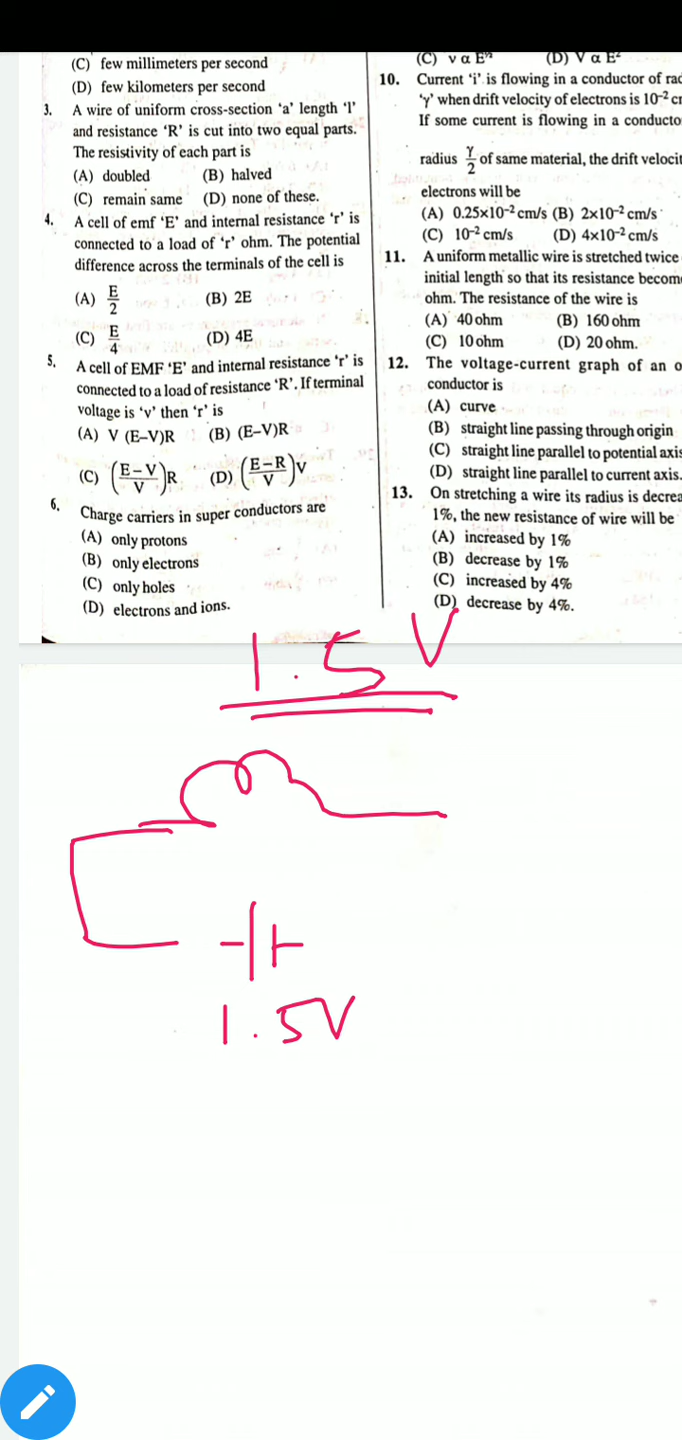 (C) few millimeters per second
(D) few kilometers per second
3. A wire of uniform cross-section ‘a’ length ‘l’
and resistance ‘R’ is cut into two equal parts.
The resistivity of each part is
(A) doubled (B) halved
(C) remain same (D) none of these.
4. A cell of emf ‘E’ and internal resistance ‘r’ is
connected to a load of ‘r’ ohm. The potential
difference across the terminals of the cell is
(A) E/2 (B) 2E
(C) E/4 (D) 4E
5. A cell of EMF ‘E’ and internal resistance ‘r’ is
connected to a load of resistance ‘R’. If terminal
voltage is ‘v’ then ‘r’ is
(A) V (E–V)R (B) (E–V)R
(C) (E–V/V)R (D) (E–R/V)V
6. Charge carriers in super conductors are
(A) only protons
(B) only electrons
(C) only holes
(D) electrons and ions.
(D) V α E²
10. Current ‘i’ is flowing in a conductor of
‘γ’ when drift velocity of electrons is 10⁻²
If some current is flowing in a
radius γ/2 of same material, the drift
electrons will be
(A) 0.25×10⁻² cm/s (B) 2×10⁻² cm/s
(C) 10⁻² cm/s (D) 4×10⁻² cm/s
11. A uniform metallic wire is stretched twice
initial length so that its resistance
ohm. The resistance of the wire is
(A) 40 ohm (B) 160 ohm
(C) 10 ohm (D) 20 ohm.
12. The voltage-current graph of an
conductor is
(A) curve
(B) straight line passing through origin
(C) straight line parallel to potential axis
(D) straight line parallel to current axis.
13. On stretching a wire its radius is
1%, the new resistance of wire will be
(A) increased by 1%
(B) decrease by 1%
(C) increased by 4%
(D) decrease by 4%.
1.5 V
1.5V